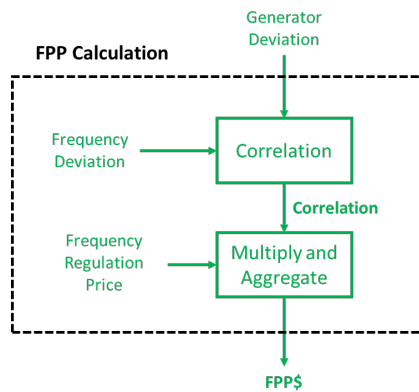 Generator
Deviation
FPP Calculation
Frequency
Deviation
Correlation
Correlation
Frequency
Regulation
Price
Multiply and
Aggregate
FPP$